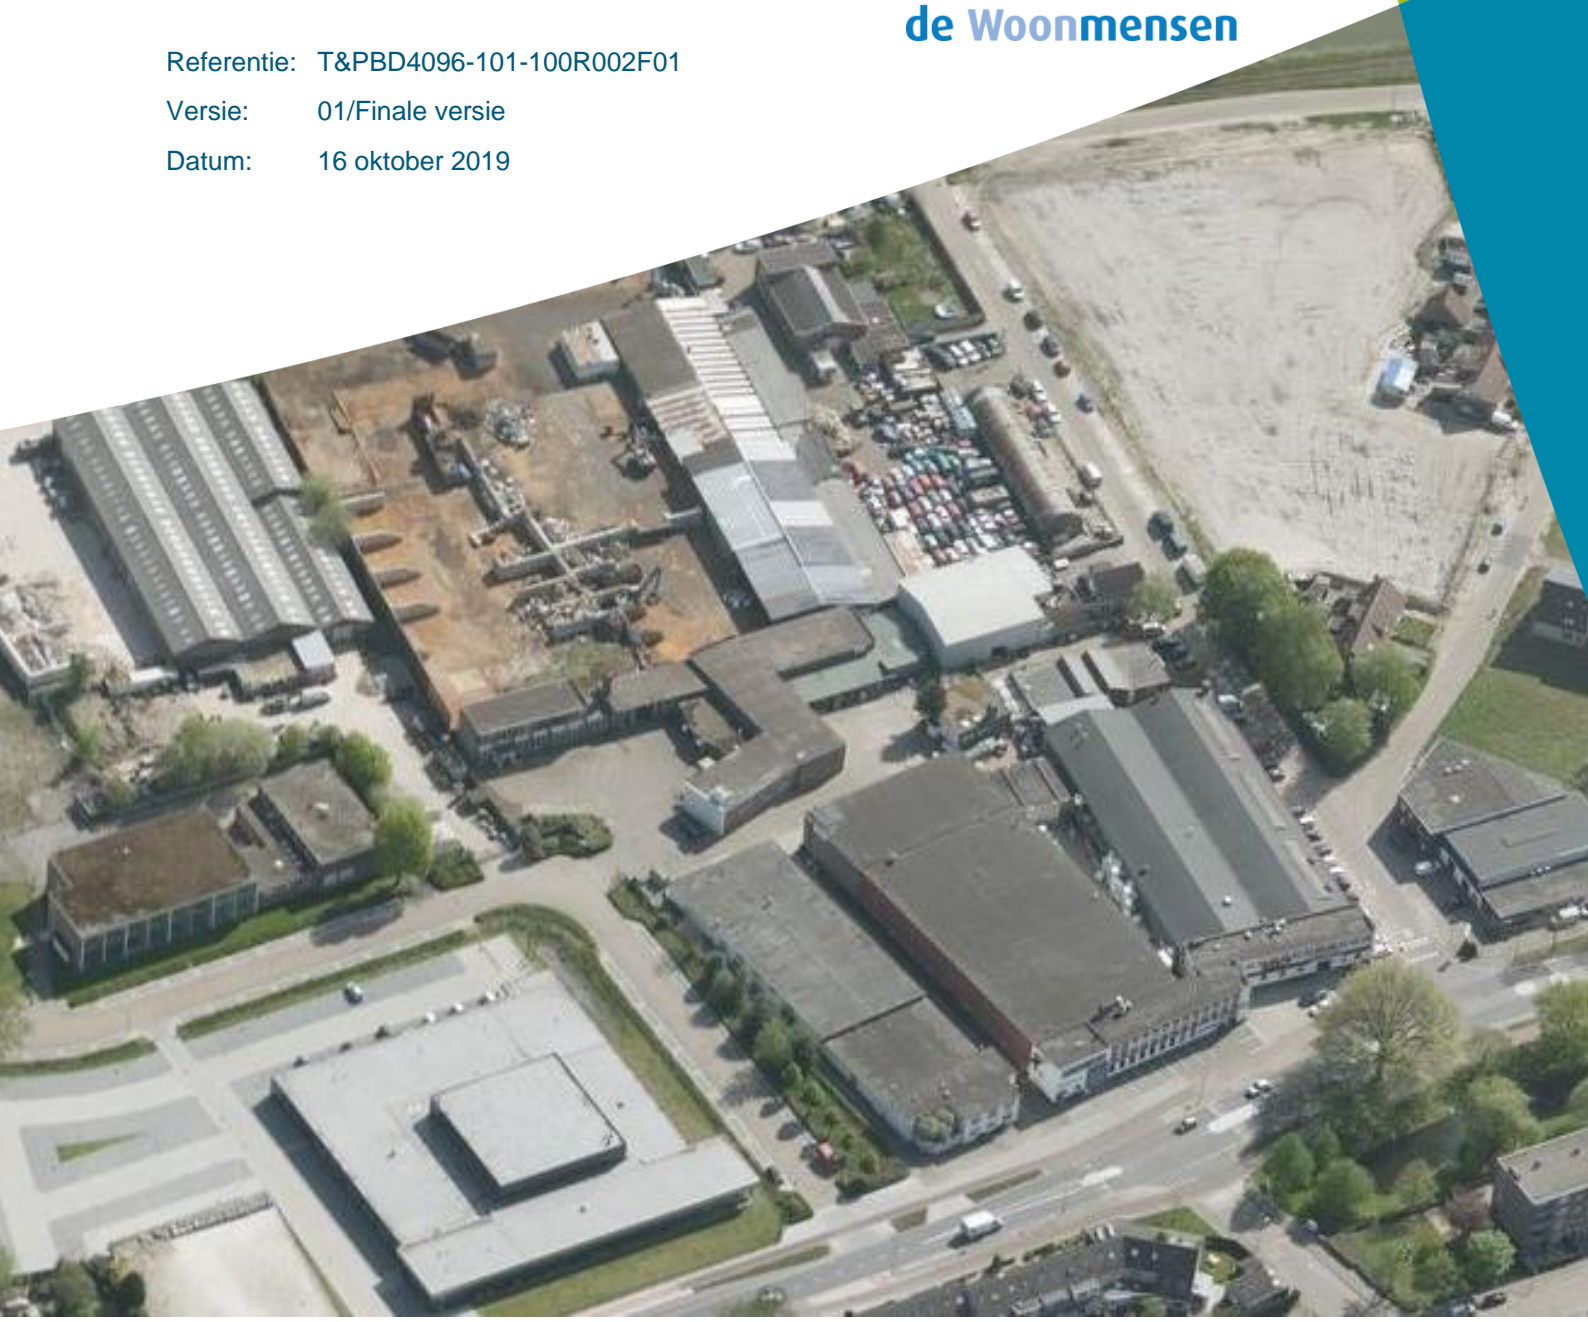 de Woonmensen
Referentie: T&PBD4096-101-100R002F01
Versie: 01/Finale versie
Datum: 16 oktober 2019